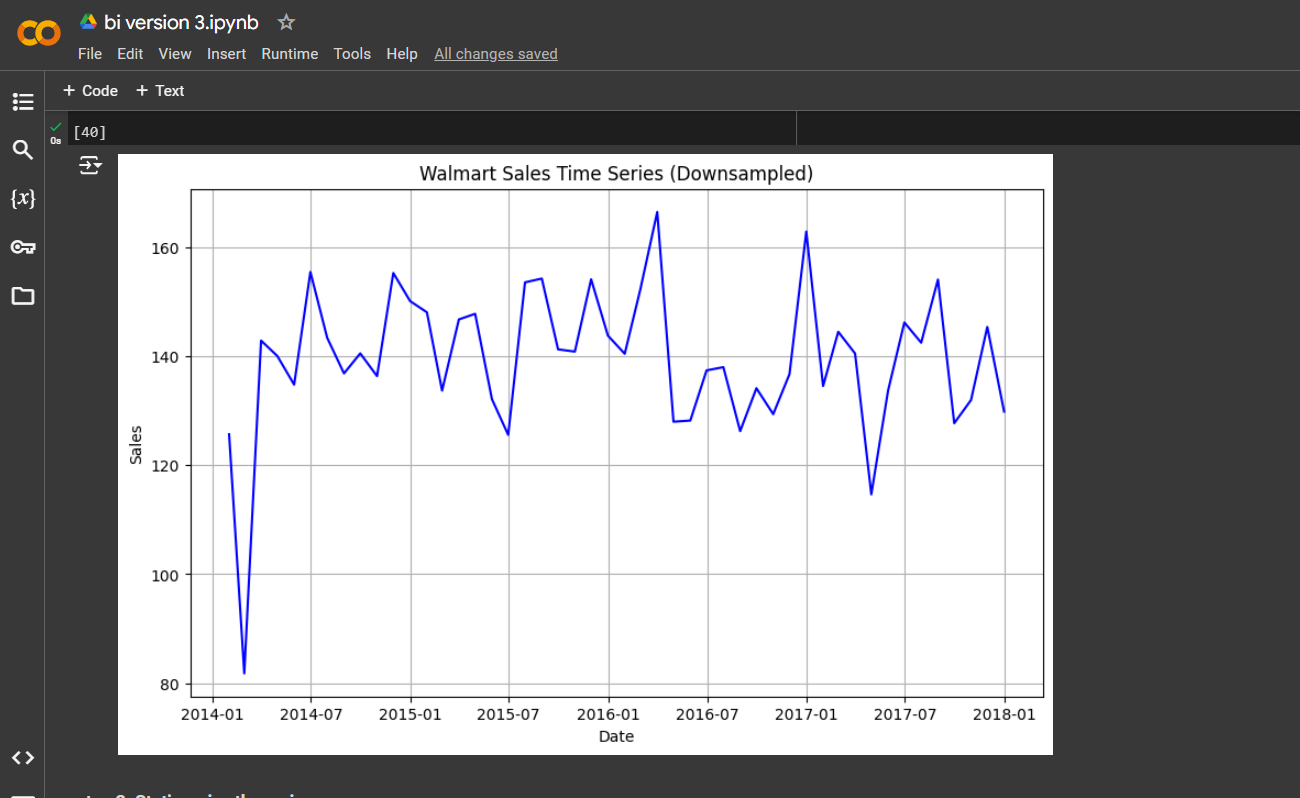 bi version 3.ipynb
File Edit View Insert Runtime Tools Help All changes saved
+ Code + Text
0s
[40]
{x}
Walmart Sales Time Series (Downsampled)
160
140
120
100
80
Sales
2014-01 2014-07 2015-01 2015-07 2016-01 2016-07 2017-01 2017-07 2018-01
Date